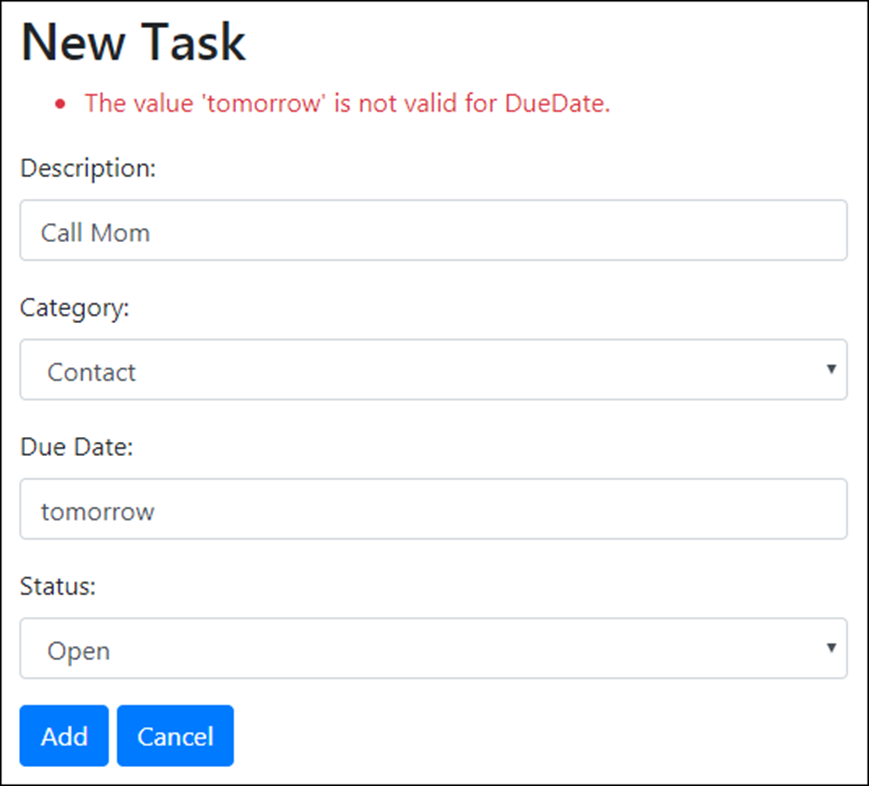 New Task
• The value 'tomorrow' is not valid for DueDate.
Description:
Call Mom
Category:
Contact
Due Date:
tomorrow
Status:
Open
Add Cancel